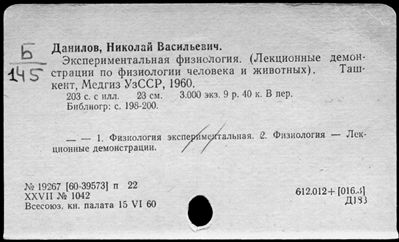 Б
145
Данилов, Николай Васильевич.
Экспериментальная физиология. (Лекционные демон-
страции по физиологии человека и животных). Таш-
кент, Медгиз УзССР, 1960.
203 с. с илл. 23 см. 3.000 экз. 9 р. 40 к. В пер.
Библиогр: с. 198-200.
— — 1. Физиология экспериментальная. 2. Физиология — Лек-
ционные демонстрации.
№ 19267 [60-39573] п 22
XXVII № 1042
Всесоюз. кн. палата 15 VI 60
612.012+[016.3]
Д183